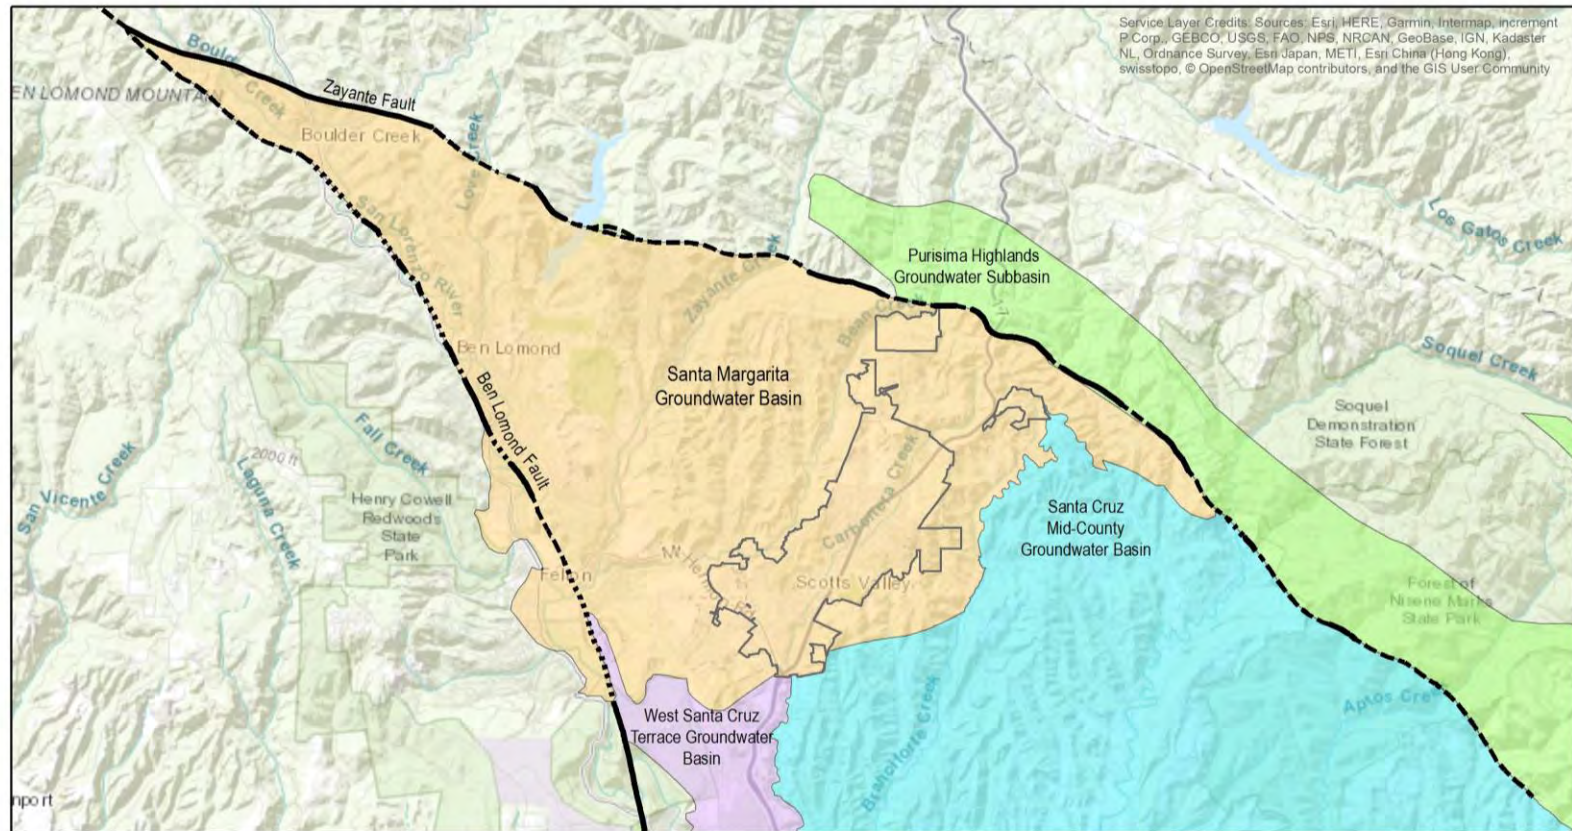 Service Layer Credits: Sources: Esri, HERE, Garmin, Intermap, increment
P Corp., GEBCO, USGS, FAO, NPS, NRCAN, GeoBase, IGN, Kadaster
NL, Ordnance Survey, Esri Japan, METI, Esri China (Hong Kong),
swisstopo, © OpenStreetMap contributors, and the GIS User Community
Boulder
Creek
EN LOMOND MOUNTAIN
Zayante Fault
Boulder Creek
Love Creek
San Lorenzo River
Los Gatos Creek
Purisima Highlands
Groundwater Subbasin
Zayante Creek
Bean Creek
Ben Lomond
Soquel Creek
Santa Margarita
Groundwater Basin
Ben Lomond Fault
Soquel
Demonstration
State Forest
Fall Creek
2000 ft
San Vicente Creek
Laguna Creek
Henry Cowell
Redwoods
State
Park
Carbonera Creek
Santa Cruz
Mid-County
Groundwater Basin
Felton
Mt Hermon Rd
Scotts Valley
Forest of
Nisene Marks
State Park
Aptos Creek
West Santa Cruz
Terrace Groundwater
Basin
Branciforte Creek
nport